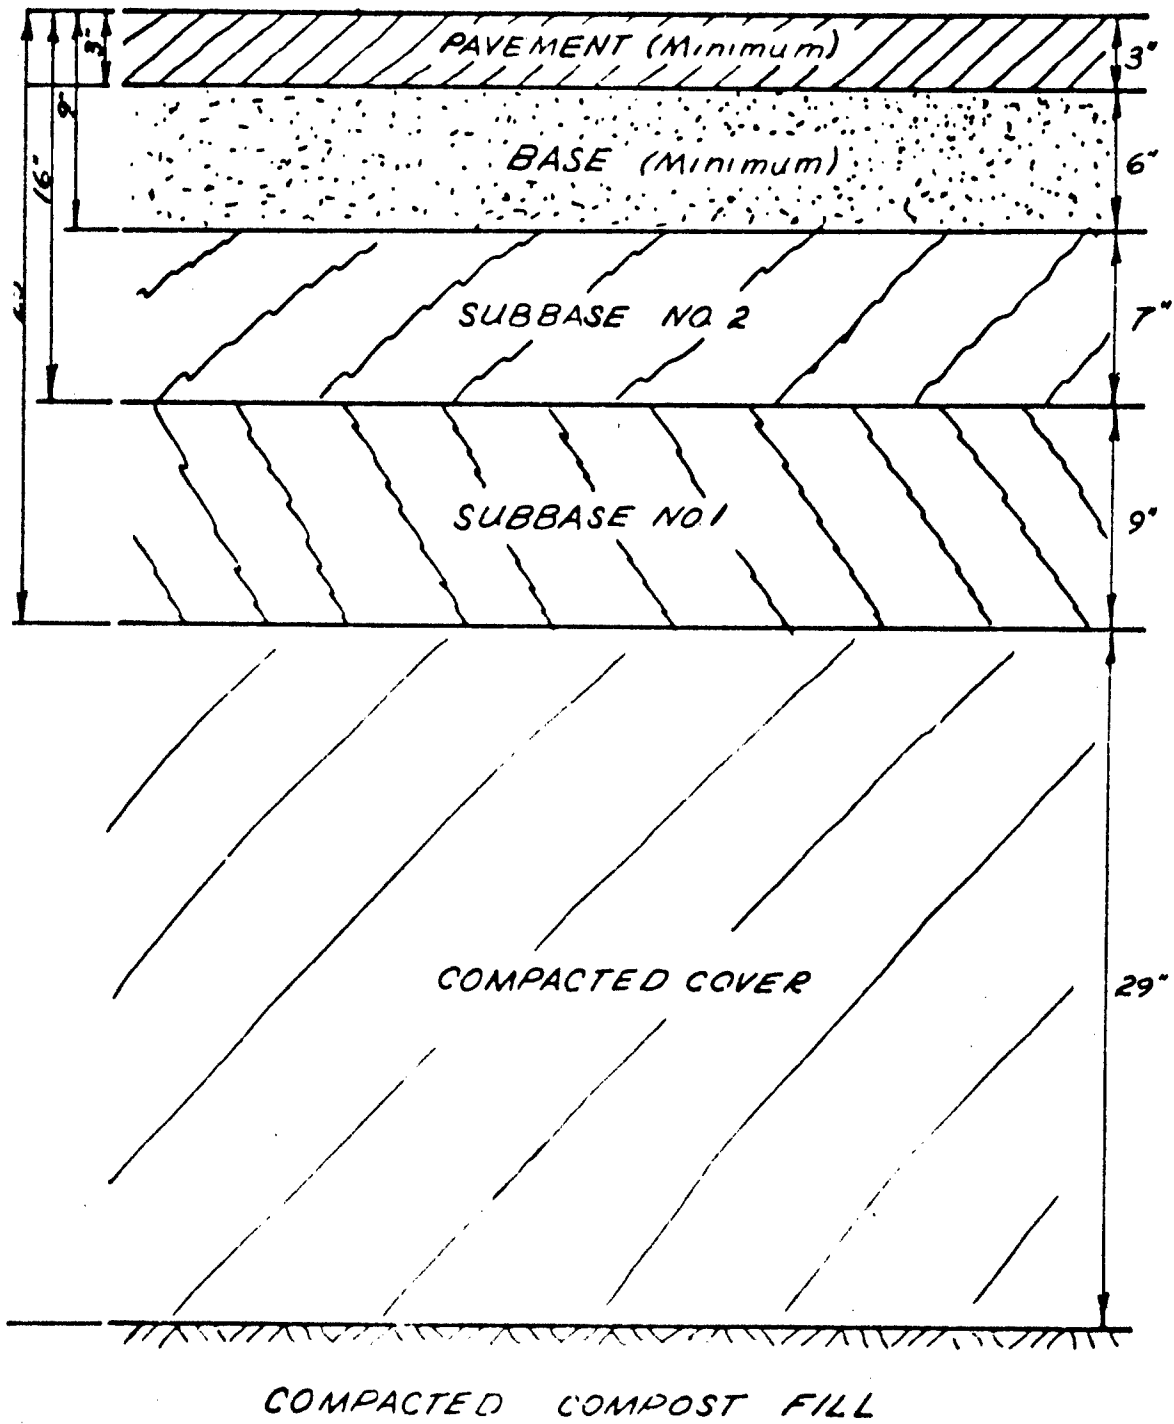 3"
PAVEMENT (Minimum)
3"
9"
BASE (Minimum)
6"
16"
SUBBASE NO. 2
7"
SUBBASE NO. 1
9"
COMPACTED COVER
29"
COMPACTED COMPOST FILL